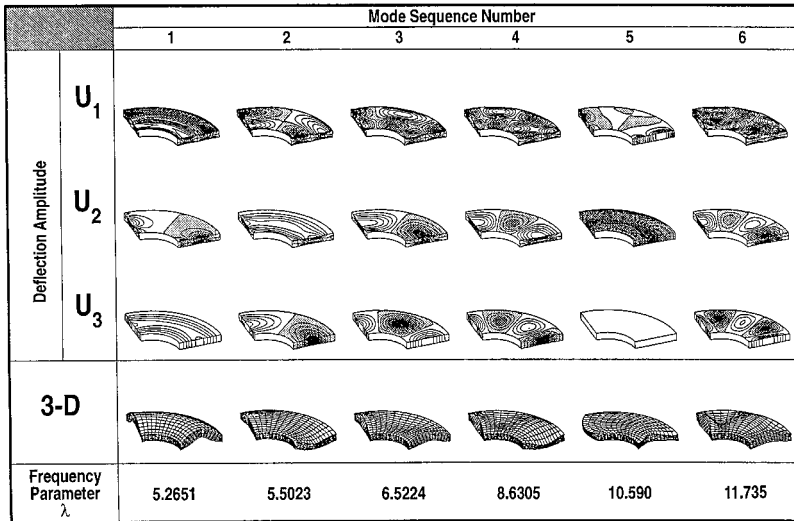 Mode Sequence Number
1 2 3 4 5 6
Deflection Amplitude
U1
U2
U3
3-D
Frequency
Parameter
λ
5.2651 5.5023 6.5224 8.6305 10.590 11.735